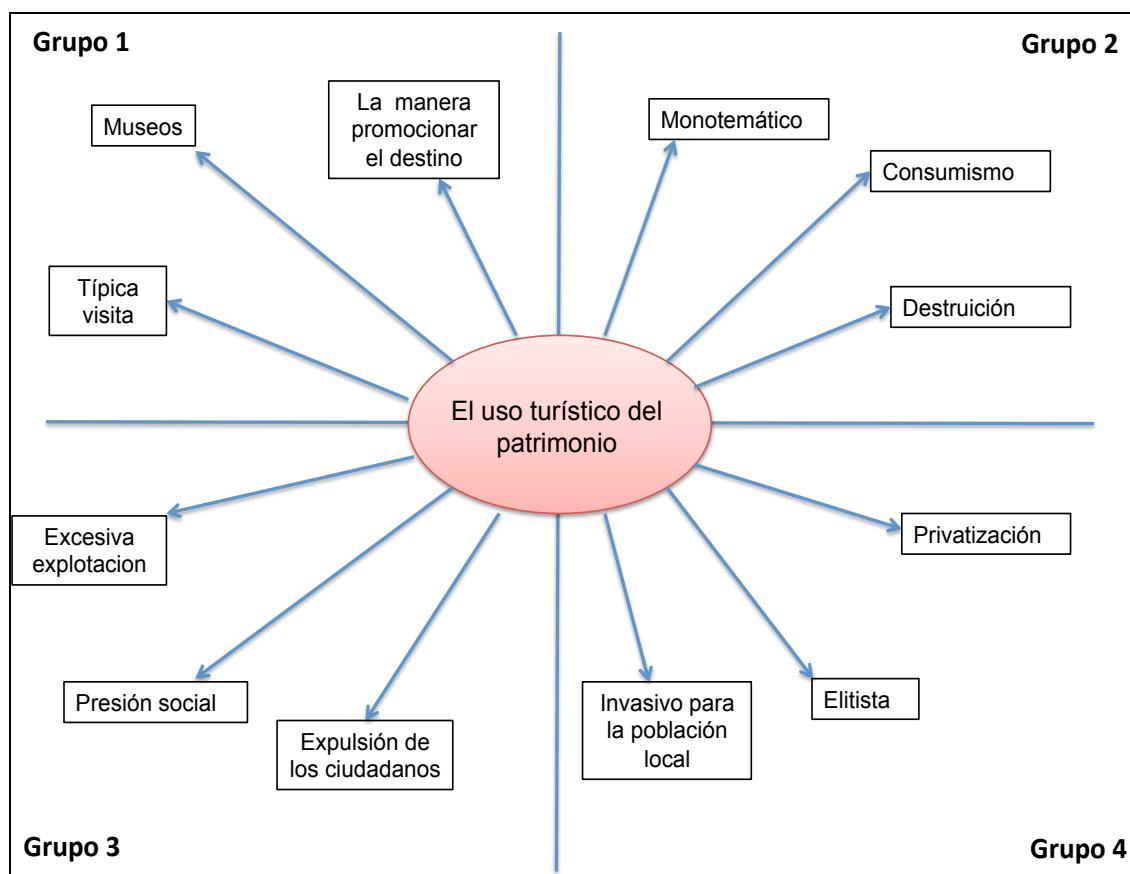 Grupo 1
Grupo 2
Museos
La manera
promocionar
el destino
Monotemático
Consumismo
Típica
visita
Destruición
El uso turístico del
patrimonio
Excesiva
explotacion
Privatización
Presión social
Expulsión de
los ciudadanos
Invasivo para
la población
local
Elitista
Grupo 3
Grupo 4